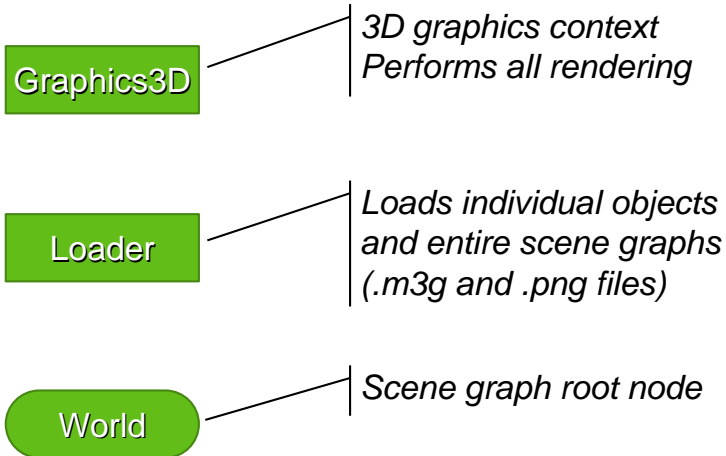 Graphics3D
3D graphics context
Performs all rendering
Loader
Loads individual objects
and entire scene graphs
(.m3g and .png files)
World
Scene graph root node